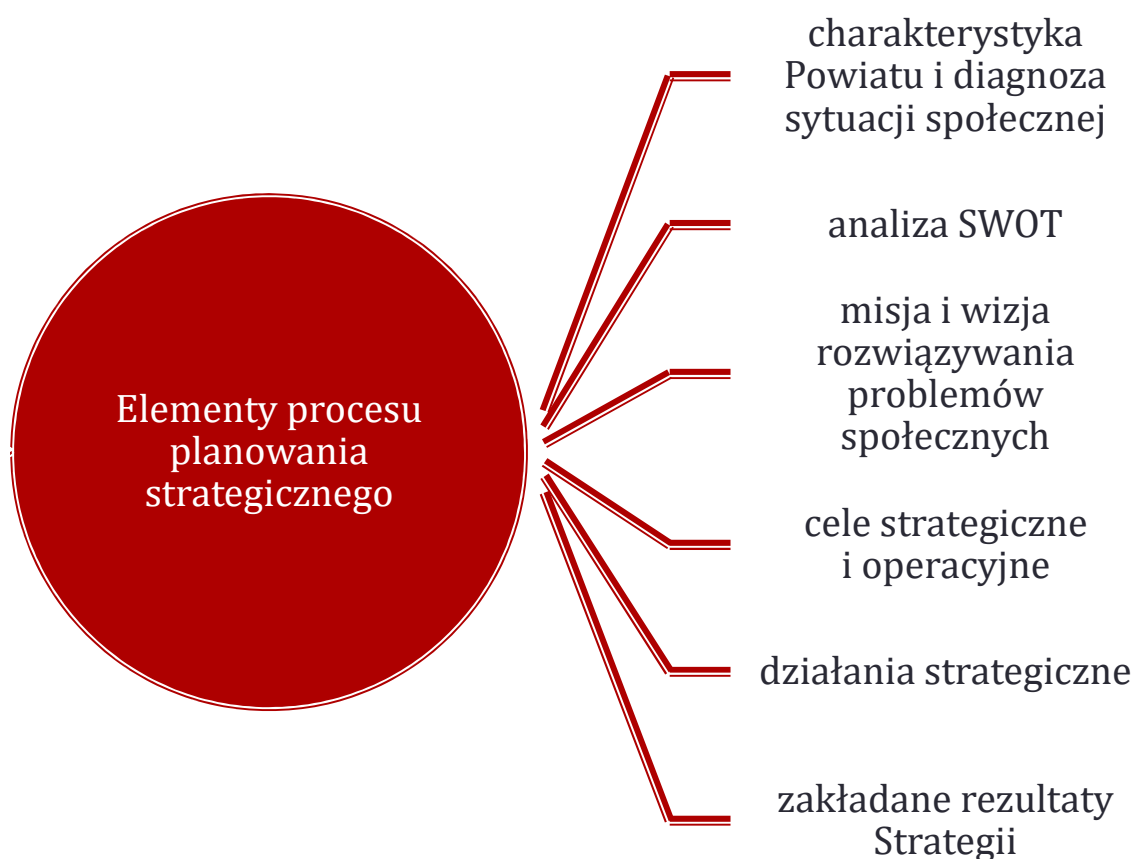 charakterystyka
Powiatu i diagnoza
sytuacji społecznej
analiza SWOT
misja i wizja
rozwiązywania
problemów
społecznych
Elementy procesu
planowania
strategicznego
cele strategiczne
i operacyjne
działania strategiczne
zakładane rezultaty
Strategii